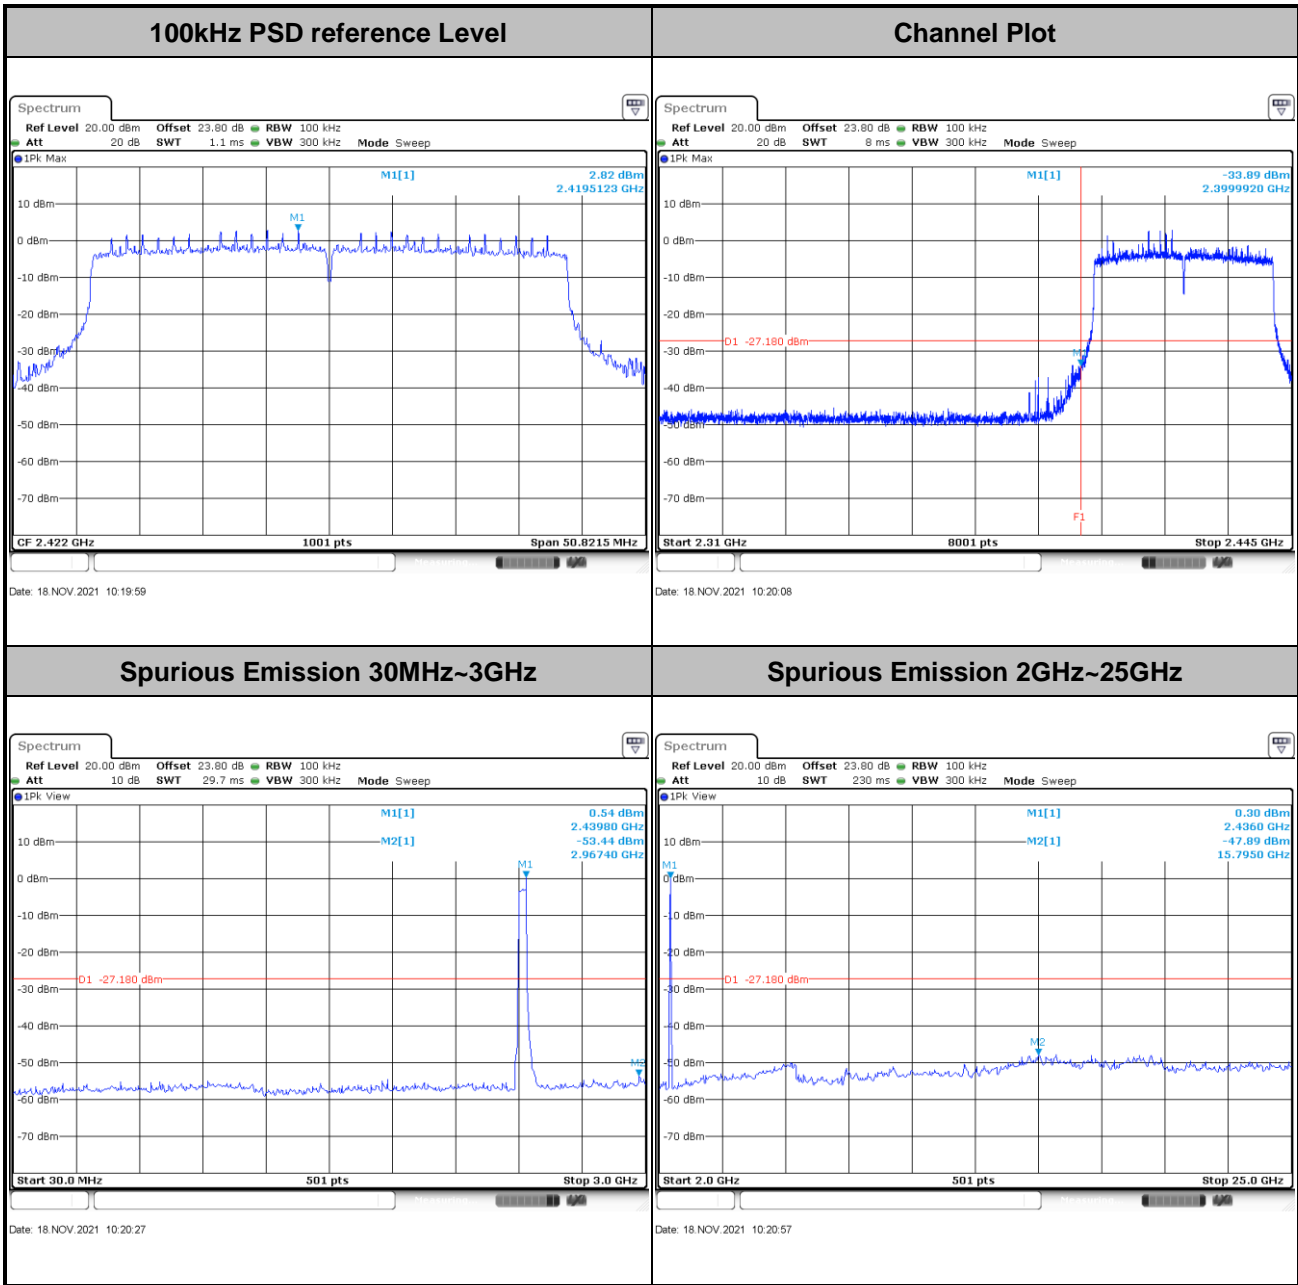 100kHz PSD reference Level
Channel Plot
Spectrum
Ref Level 20.00 dBm Offset 23.80 dB RBW 100 kHz
Att 20 dB SWT 1.1 ms VBW 300 kHz Mode Sweep
1Pk Max
M1[1] 2.82 dBm
2.4195123 GHz
10 dBm
M1
0 dBm
-10 dBm
-20 dBm
-30 dBm
-40 dBm
-50 dBm
-60 dBm
-70 dBm
CF 2.422 GHz 1001 pts Span 50.8215 MHz
Measuring...
Date: 18.NOV.2021 10:19:59
Spectrum
Ref Level 20.00 dBm Offset 23.80 dB RBW 100 kHz
Att 20 dB SWT 8 ms VBW 300 kHz Mode Sweep
1Pk Max
M1[1] -33.89 dBm
2.3999920 GHz
10 dBm
0 dBm
-10 dBm
-20 dBm
D1 -27.180 dBm
-30 dBm
-40 dBm
-50 dBm
-60 dBm
-70 dBm
F1
Start 2.31 GHz 8001 pts Stop 2.445 GHz
Measuring...
Date: 18.NOV.2021 10:20:08
Spurious Emission 30MHz~3GHz
Spurious Emission 2GHz~25GHz
Spectrum
Ref Level 20.00 dBm Offset 23.80 dB RBW 100 kHz
Att 10 dB SWT 29.7 ms VBW 300 kHz Mode Sweep
1Pk View
M1[1] 0.54 dBm
2.43980 GHz
10 dBm M2[1] -53.44 dBm
2.96740 GHz
M1
0 dBm
-10 dBm
-20 dBm
D1 -27.180 dBm
-30 dBm
-40 dBm
-50 dBm
M2
-60 dBm
-70 dBm
Start 30.0 MHz 501 pts Stop 3.0 GHz
Measuring...
Date: 18.NOV.2021 10:20:27
Spectrum
Ref Level 20.00 dBm Offset 23.80 dB RBW 100 kHz
Att 10 dB SWT 230 ms VBW 300 kHz Mode Sweep
1Pk View
M1[1] 0.30 dBm
2.4360 GHz
10 dBm M2[1] -47.89 dBm
15.7950 GHz
M1
0 dBm
-10 dBm
-20 dBm
D1 -27.180 dBm
-30 dBm
-40 dBm
M2
-50 dBm
-60 dBm
-70 dBm
Start 2.0 GHz 501 pts Stop 25.0 GHz
Measuring...
Date: 18.NOV.2021 10:20:57